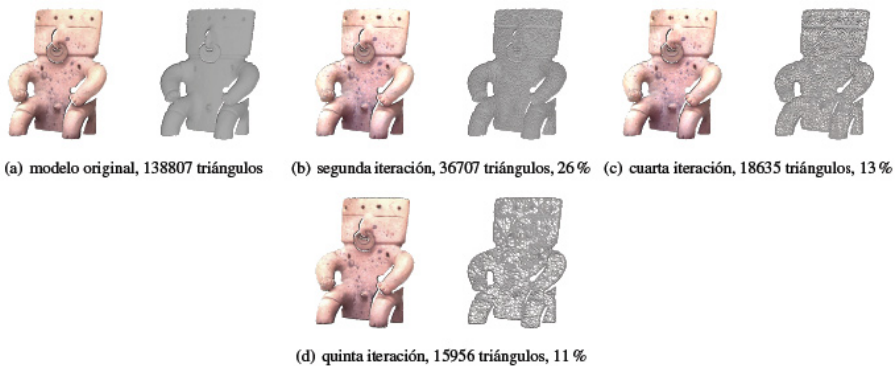 (a) modelo original, 138807 triángulos
(b) segunda iteración, 36707 triángulos, 26 %
(c) cuarta iteración, 18635 triángulos, 13 %
(d) quinta iteración, 15956 triángulos, 11 %